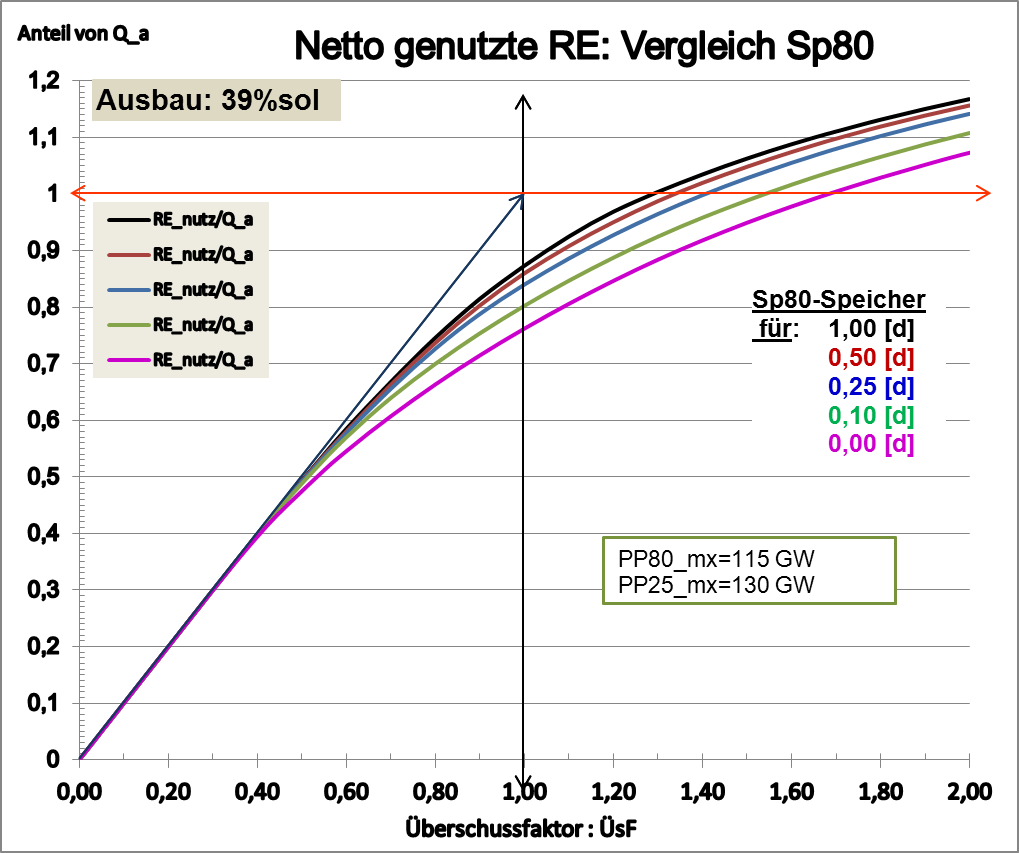 Anteil von Q_a
Netto genutzte RE: Vergleich Sp80
Ausbau: 39%sol
1,2
1,1
1
0,9
0,8
0,7
0,6
0,5
0,4
0,3
0,2
0,1
0
RE_nutz/Q_a
RE_nutz/Q_a
RE_nutz/Q_a
RE_nutz/Q_a
RE_nutz/Q_a
Sp80-Speicher
für: 1,00 [d]
0,50 [d]
0,25 [d]
0,10 [d]
0,00 [d]
PP80_mx=115 GW
PP25_mx=130 GW
0,00 0,20 0,40 0,60 0,80 1,00 1,20 1,40 1,60 1,80 2,00
Überschussfaktor : ÜsF